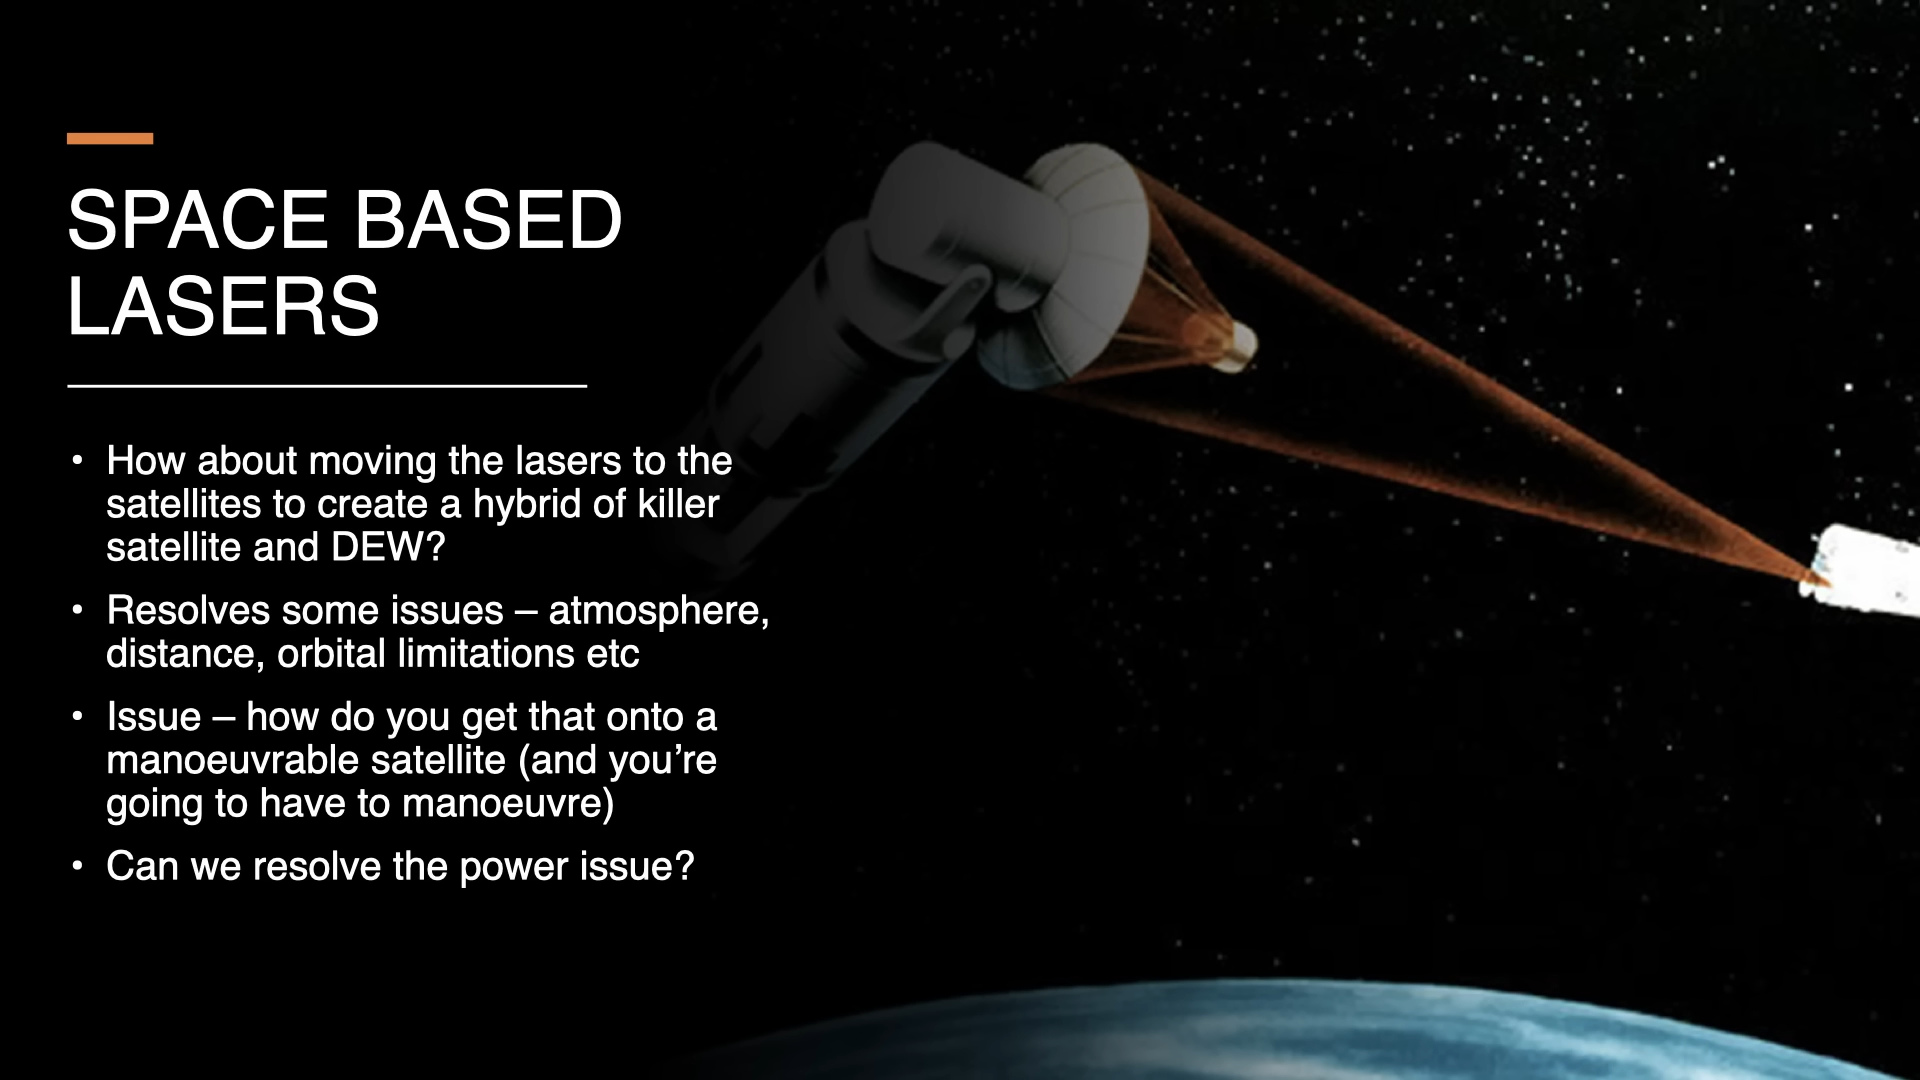 SPACE BASED
LASERS
• How about moving the lasers to the
satellites to create a hybrid of killer
satellite and DEW?
• Resolves some issues – atmosphere,
distance, orbital limitations etc
• Issue – how do you get that onto a
manoeuvrable satellite (and you’re
going to have to manoeuvre)
• Can we resolve the power issue?